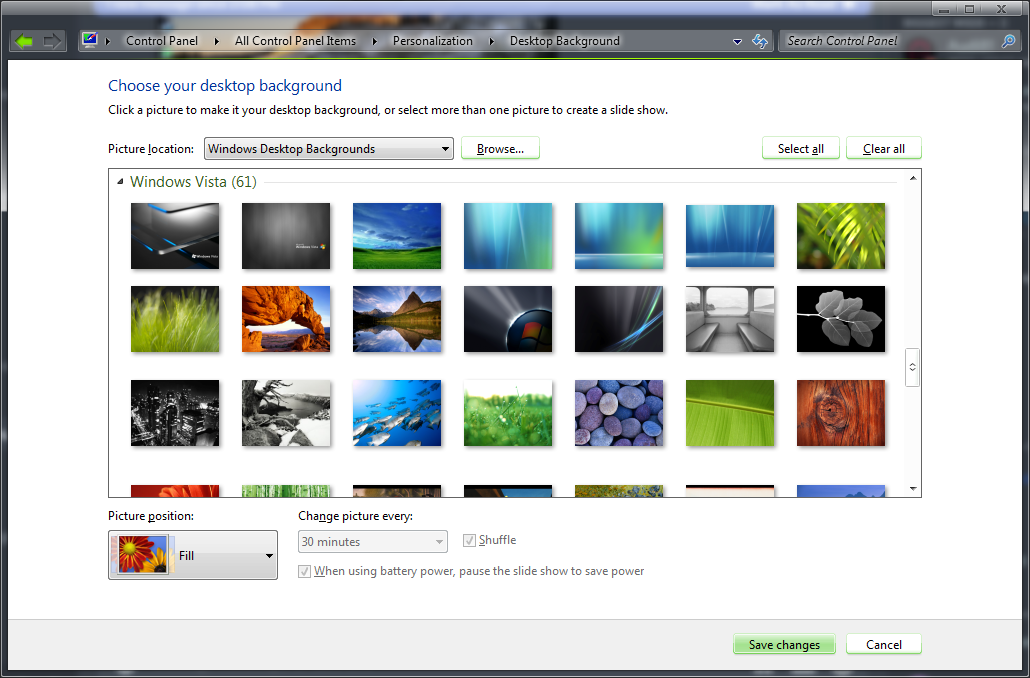 Control Panel All Control Panel Items Personalization Desktop Background Search Control Panel
Choose your desktop background
Click a picture to make it your desktop background, or select more than one picture to create a slide show.
Picture location: Windows Desktop Backgrounds Browse... Select all Clear all
Windows Vista (61)
Windows Vista
Windows Vista
Picture position: Change picture every:
30 minutes Shuffle
Fill
When using battery power, pause the slide show to save power
Save changes Cancel